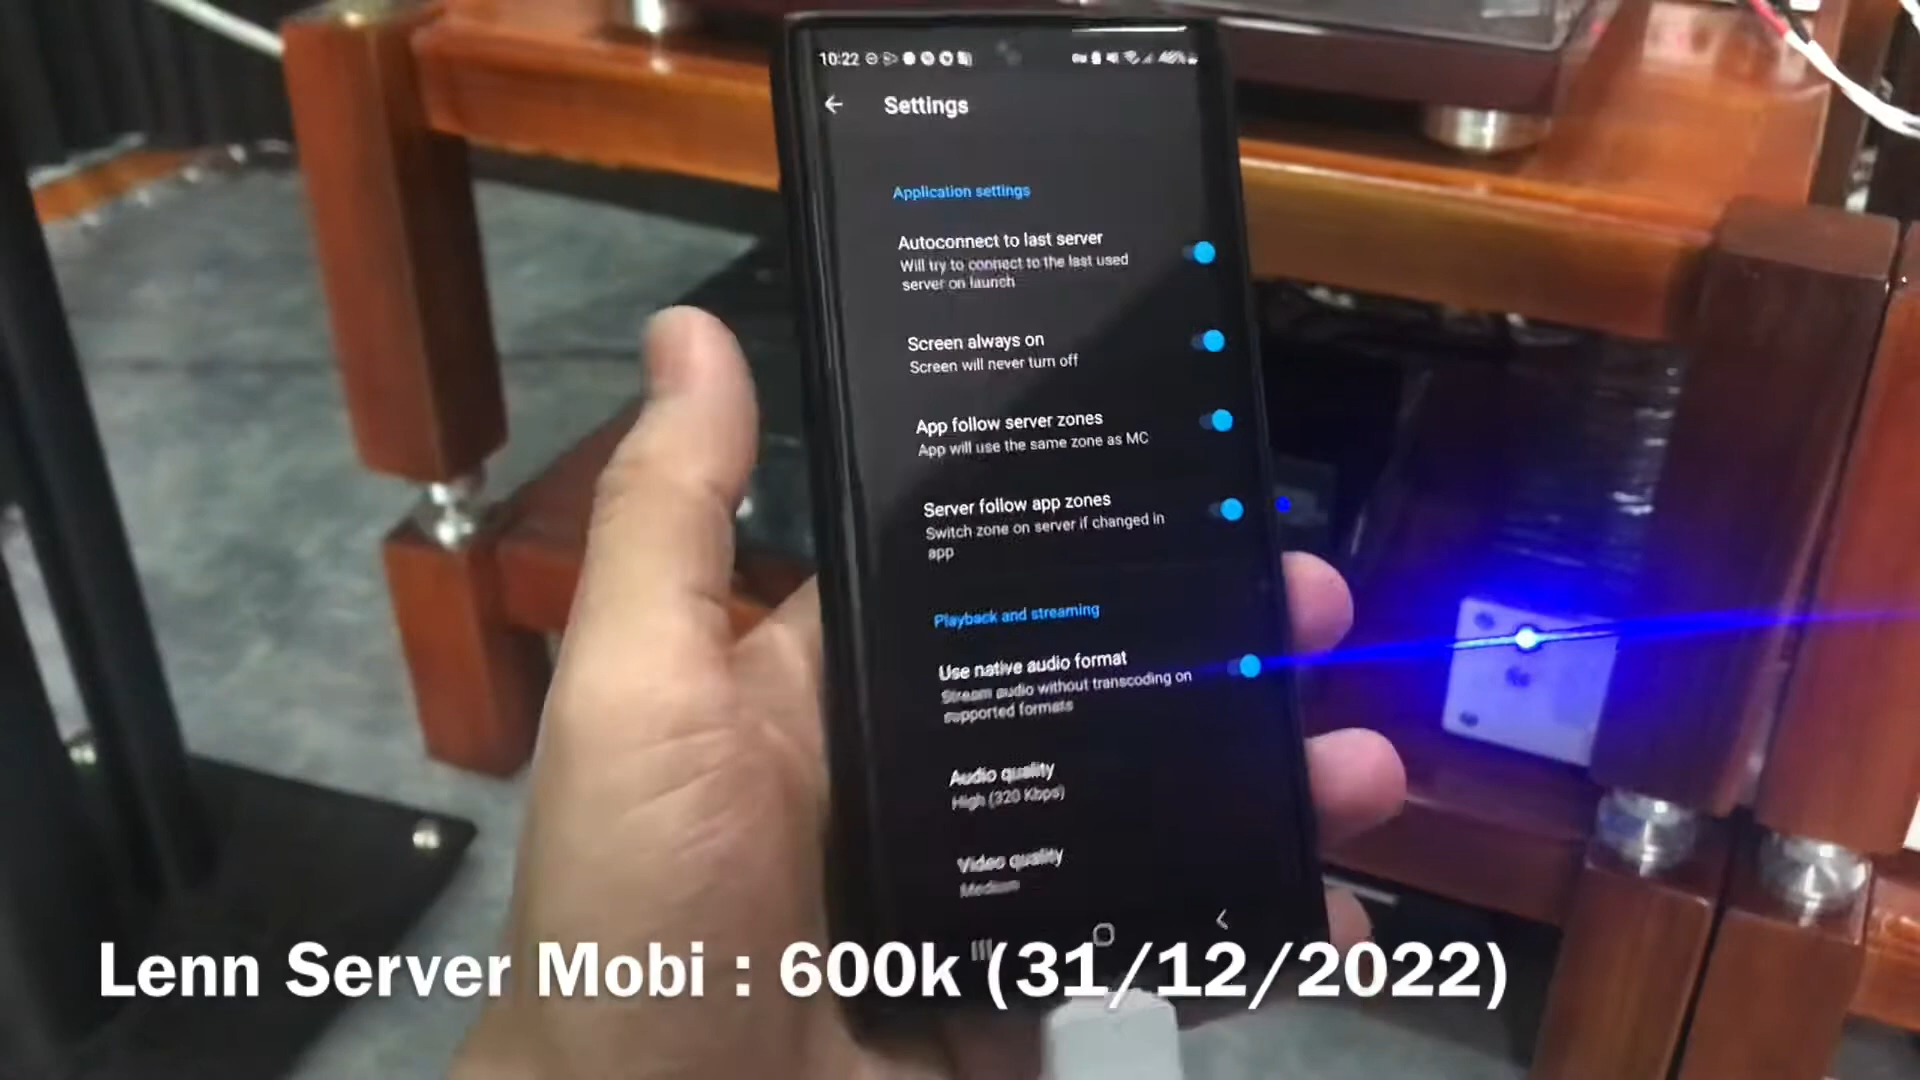 10:22
48%
Settings
Application settings
Autoconnect to last server
Will try to connect to the last used
server on launch
Screen always on
Screen will never turn off
App follow server zones
App will use the same zone as MC
Server follow app zones
Switch zone on server if changed in
app
Playback and streaming
Use native audio format
Stream audio without transcoding on
supported formats
Audio quality
High (320 Kbps)
Video quality
Medium
Lenn Server Mobi : 600k (31/12/2022)